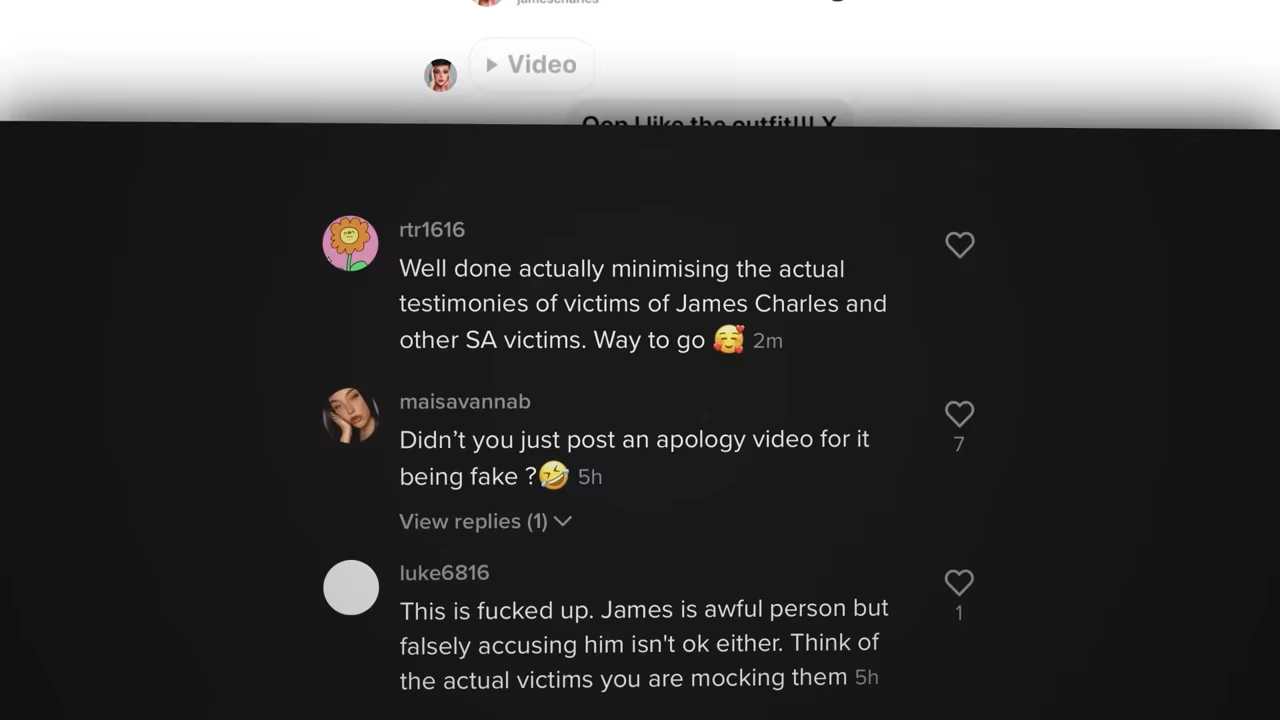 jamescharles
Video
Oop I like the outfit!!! X
rtr1616
Well done actually minimising the actual
testimonies of victims of James Charles and
other SA victims. Way to go 🥰 2m
maisavannab
Didn’t you just post an apology video for it
being fake ?🤣 5h
7
View replies (1)
luke6816
This is fucked up. James is awful person but
falsely accusing him isn't ok either. Think of
the actual victims you are mocking them 5h
1